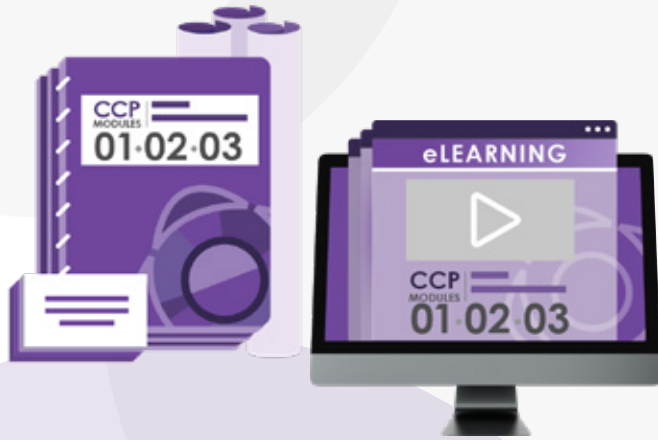 CCP
MODULES
01·02·03
eLEARNING
CCP
MODULES
01·02·03